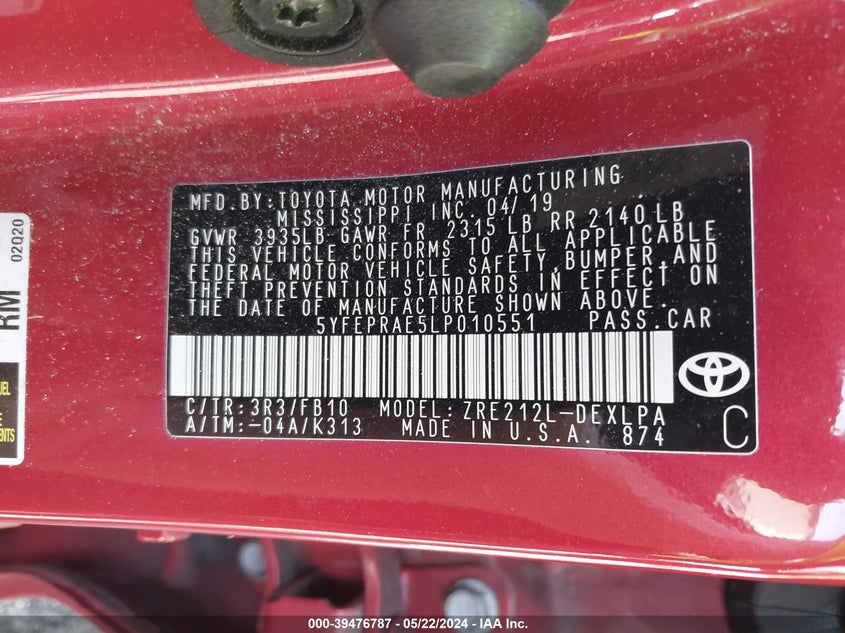 MFD.BY:TOYOTA MOTOR MANUFACTURING
MISSISSIPPI INC. 04/19
GVWR 3935LB GAWR FR 2315 LB RR 2140 LB
THIS VEHICLE CONFORMS TO ALL APPLICABLE
FEDERAL MOTOR VEHICLE SAFETY,BUMPER,AND
THEFT PREVENTION STANDARDS IN EFFECT ON
THE DATE OF MANUFACTURE SHOWN ABOVE.
5YFEPRAE5LP010551 PASS.CAR
C/TR:3R3/FB10 MODEL:ZRE212L-DEXLPA
A/TM:-04A/K313 MADE IN U.S.A. 874 C
RM
02Q20
000-39476787 - 05/22/2024 - IAA Inc.